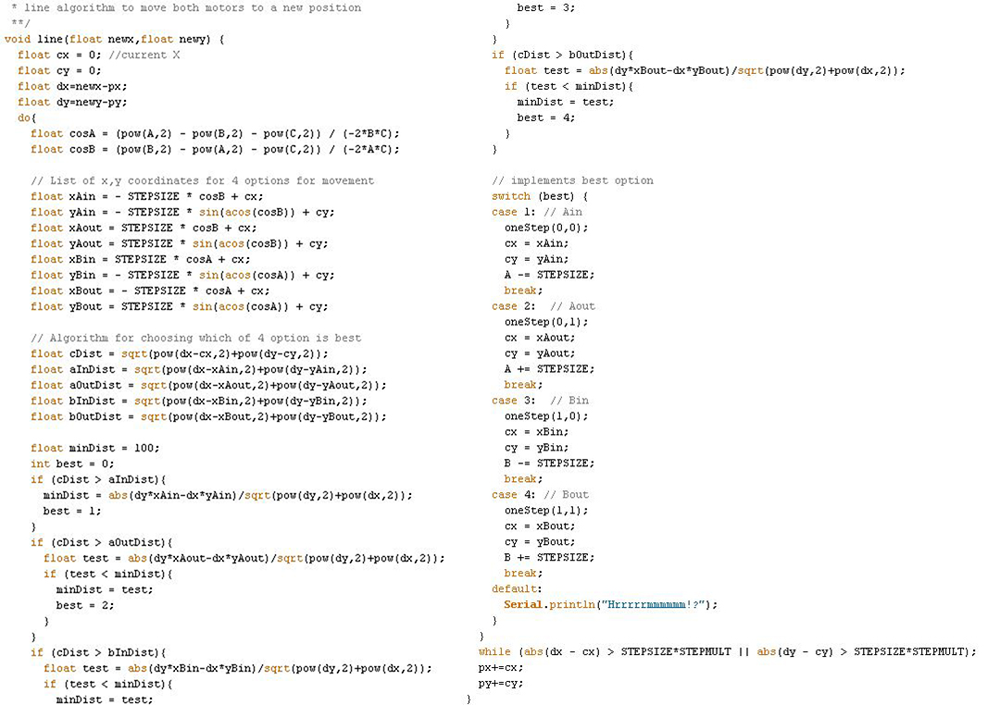 * line algorithm to move both motors to a new position
**/
void line(float newx,float newy) {
float cx = 0; //current X
float cy = 0;
float dx=newx-px;
float dy=newy-py;
do{
float cosA = (pow(A,2) - pow(B,2) - pow(C,2)) / (-2*B*C);
float cosB = (pow(B,2) - pow(A,2) - pow(C,2)) / (-2*A*C);
// List of x,y coordinates for 4 options for movement
float xAin = - STEPSIZE * cosB + cx;
float yAin = - STEPSIZE * sin(acos(cosB)) + cy;
float xAout = STEPSIZE * cosB + cx;
float yAout = STEPSIZE * sin(acos(cosB)) + cy;
float xBin = STEPSIZE * cosA + cx;
float yBin = - STEPSIZE * sin(acos(cosA)) + cy;
float xBout = - STEPSIZE * cosA + cx;
float yBout = STEPSIZE * sin(acos(cosA)) + cy;
// Algorithm for choosing which of 4 option is best
float cDist = sqrt(pow(dx-cx,2)+pow(dy-cy,2));
float aInDist = sqrt(pow(dx-xAin,2)+pow(dy-yAin,2));
float aOutDist = sqrt(pow(dx-xAout,2)+pow(dy-yAout,2));
float bInDist = sqrt(pow(dx-xBin,2)+pow(dy-yBin,2));
float bOutDist = sqrt(pow(dx-xBout,2)+pow(dy-yBout,2));
float minDist = 100;
int best = 0;
if (cDist > aInDist){
minDist = abs(dy*xAin-dx*yAin)/sqrt(pow(dy,2)+pow(dx,2));
best = 1;
}
if (cDist > aOutDist){
float test = abs(dy*xAout-dx*yAout)/sqrt(pow(dy,2)+pow(dx,2));
if (test < minDist){
minDist = test;
best = 2;
}
}
if (cDist > bInDist){
float test = abs(dy*xBin-dx*yBin)/sqrt(pow(dy,2)+pow(dx,2));
if (test < minDist){
minDist = test;
best = 3;
}
}
if (cDist > bOutDist){
float test = abs(dy*xBout-dx*yBout)/sqrt(pow(dy,2)+pow(dx,2));
if (test < minDist){
minDist = test;
best = 4;
}
}
// implements best option
switch (best) {
case 1: // Ain
oneStep(0,0);
cx = xAin;
cy = yAin;
A -= STEPSIZE;
break;
case 2: // Aout
oneStep(0,1);
cx = xAout;
cy = yAout;
A += STEPSIZE;
break;
case 3: // Bin
oneStep(1,0);
cx = xBin;
cy = yBin;
B -= STEPSIZE;
break;
case 4: // Bout
oneStep(1,1);
cx = xBout;
cy = yBout;
B += STEPSIZE;
break;
default:
Serial.println("Hrrrrrmmmmmm!?");
}
}
while (abs(dx - cx) > STEPSIZE*STEPMULT || abs(dy - cy) > STEPSIZE*STEPMULT);
px+=cx;
py+=cy;
}